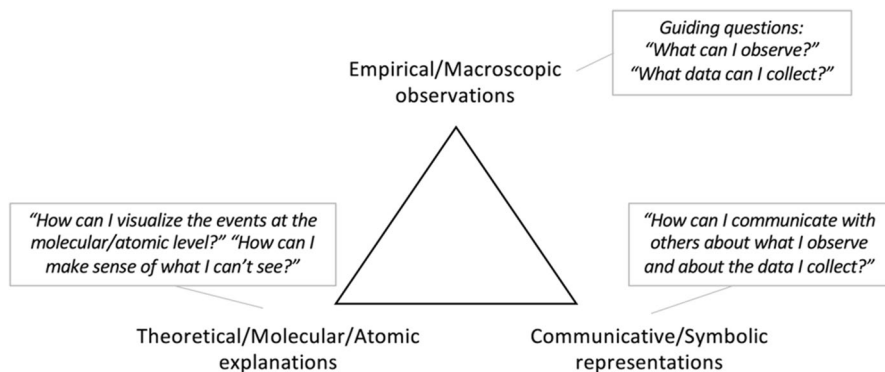 Guiding questions:
“What can I observe?”
“What data can I collect?”
Empirical/Macroscopic
observations
“How can I visualize the events at the
molecular/atomic level?” “How can I
make sense of what I can’t see?”
“How can I communicate with
others about what I observe
and about the data I collect?”
Theoretical/Molecular/Atomic
explanations
Communicative/Symbolic
representations